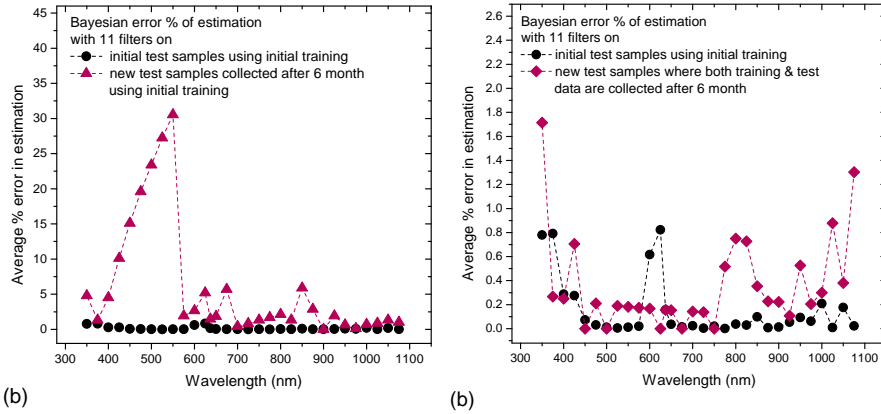 Bayesian error % of estimation
with 11 filters on
initial test samples using initial training
new test samples collected after 6 month
using initial training
45
40
35
30
25
20
15
10
5
0
Average % error in estimation
300 400 500 600 700 800 900 1000 1100
Wavelength (nm)
(b)
Bayesian error % of estimation
with 11 filters on
initial test samples using initial training
new test samples where both training & test
data are collected after 6 month
2.6
2.4
2.2
2.0
1.8
1.6
1.4
1.2
1.0
0.8
0.6
0.4
0.2
0.0
Average % error in estimation
300 400 500 600 700 800 900 1000 1100
Wavelength (nm)
(b)